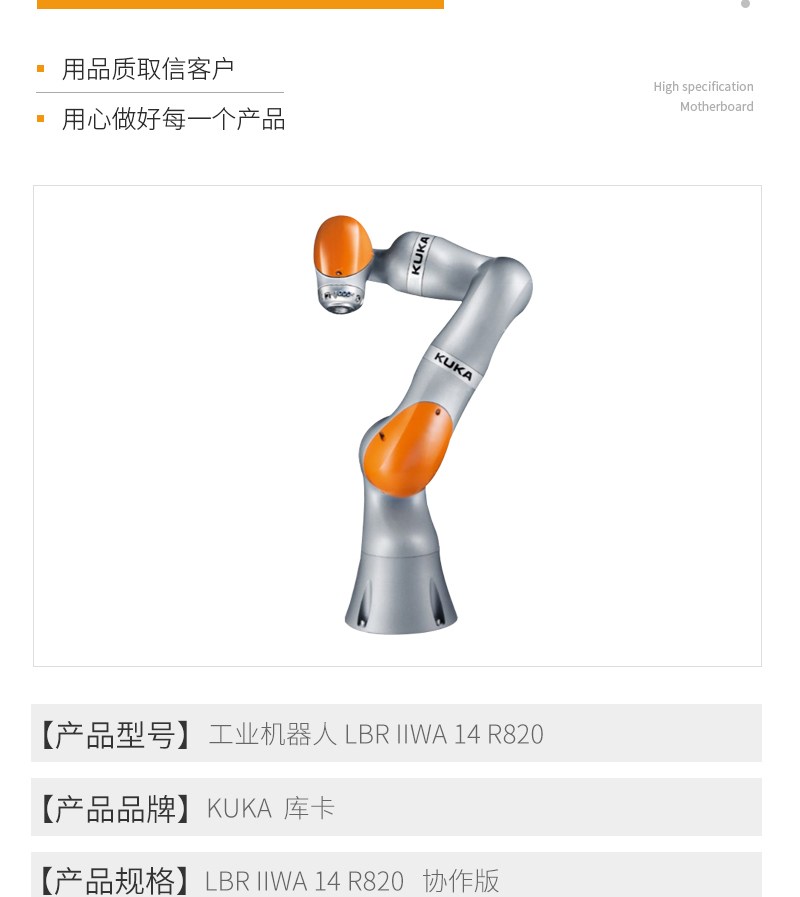 用品质取信客户
用心做好每一个产品
High specification
Motherboard
KUKA
KUKA
【产品型号】 工业机器人 LBR IIWA 14 R820
【产品品牌】 KUKA 库卡
【产品规格】 LBR IIWA 14 R820 协作版